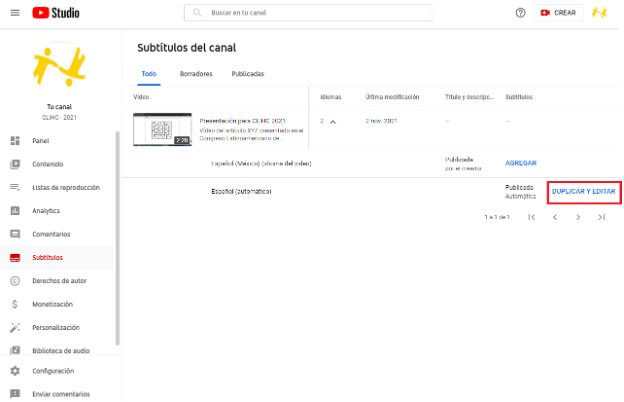 Studio
Buscar en tu canal
CREAR
Subtítulos del canal
Todo Borradores Publicadas
Tu canal
CLIHC - 2021
Video Idiomas Última modificación Título y descripc... Subtítulos
Presentación para CLIHC 2021 2 2 nov. 2021 – –
Video de artículo XYZ presentado en el
Congreso Latinoamericano de...
2:28
Panel
Contenido
Español (México) (idioma del video) Publicada AGREGAR
por el creador
Listas de reproducción
Español (automático) Publicada DUPLICAR Y EDITAR
Automática
Analytics
1 a 1 de 1
Comentarios
Subtítulos
Derechos de autor
Monetización
Personalización
Biblioteca de audio
Configuración
Enviar comentarios